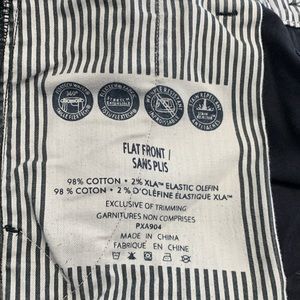 360°
FLAT FRONT /
SANS PLIS
98% COTTON • 2% XLA™ ELASTIC OLEFIN
98 % COTON • 2 % D'OLÉFINE ÉLASTIQUE XLA™
EXCLUSIVE OF TRIMMING
GARNITURES NON COMPRISES
PXA904
MADE IN CHINA
FABRIQUÉ EN CHINE